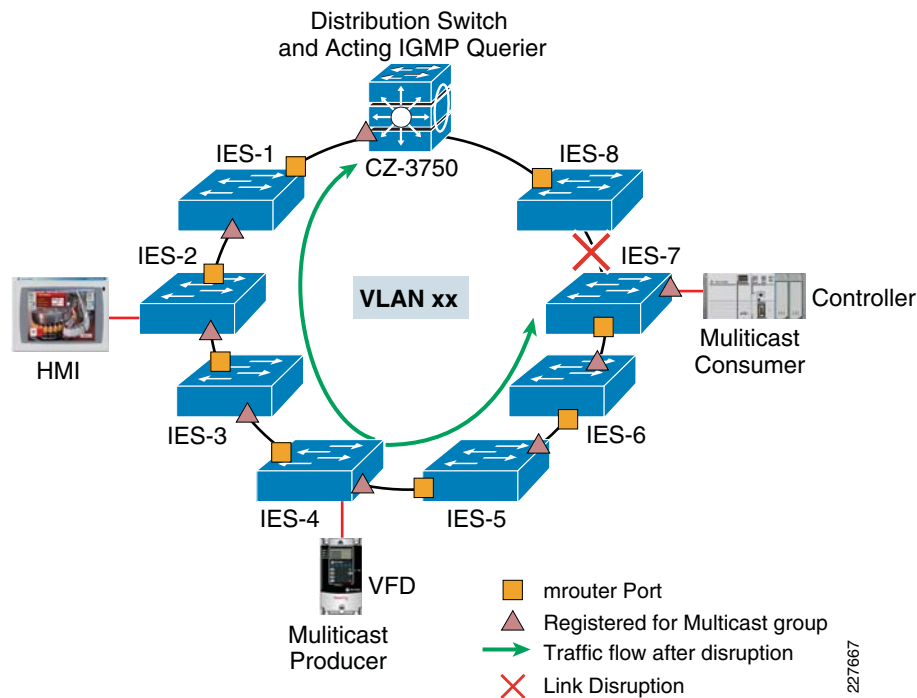 Distribution Switch
and Acting IGMP Querier
IES-1
CZ-3750
IES-8
IES-2
IES-7
VLAN xx
Controller
Multicast
Consumer
HMI
IES-3
IES-6
IES-4
IES-5
VFD
Muliticast
Producer
mrouter Port
Registered for Multicast group
Traffic flow after disruption
Link Disruption
227667